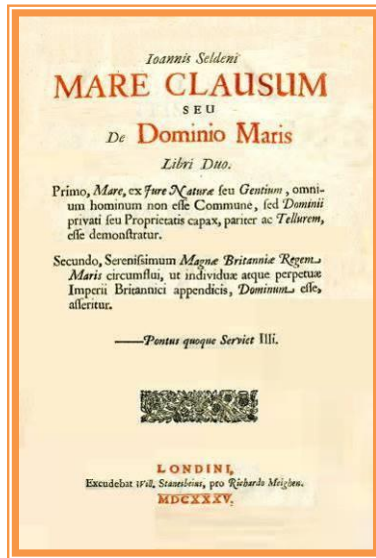 Ioannis Seldeni
MARE CLAUSUM
SEU
De Dominio Maris
Libri Duo.
Primo, Mare, ex Jure Naturæ ſeu Gentium, omni-
um hominum non eſſe Commune, ſed Dominii
privati ſeu Proprietatis capax, pariter ac Tellurem,
eſſe demonſtratur.
Secundo, Sereniſſimum Magnæ Britanniæ Regem
Maris circumflui, ut individuæ atque perpetuæ
Imperii Britannici appendicis, Dominum eſſe,
aſſeritur.
——Pontus quoque Serviet Illi.
LONDINI,
Excudebat Will. Stanesbeius, pro Richardo Meighen.
MDCXXXV.